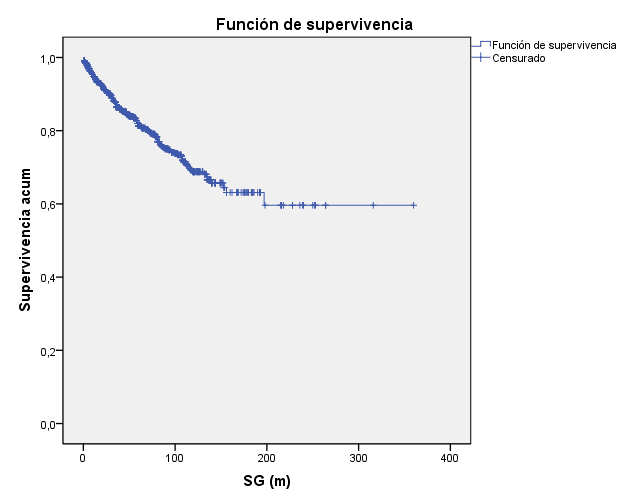 Función de supervivencia
Función de supervivencia
Censurado
Supervivencia acum
1,0
0,8
0,6
0,4
0,2
0,0
0
100
200
300
400
SG (m)